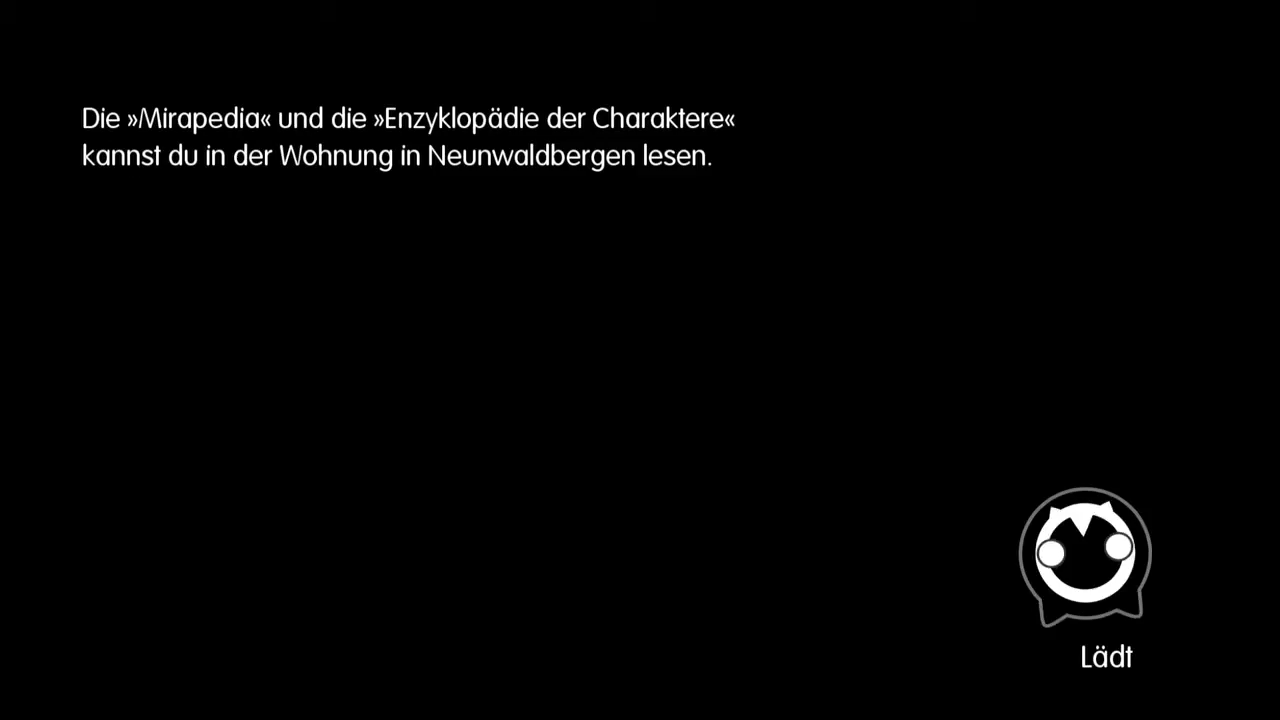 Die »Mirapedia« und die »Enzyklopädie der Charaktere«
kannst du in der Wohnung in Neunwaldbergen lesen.
Lädt